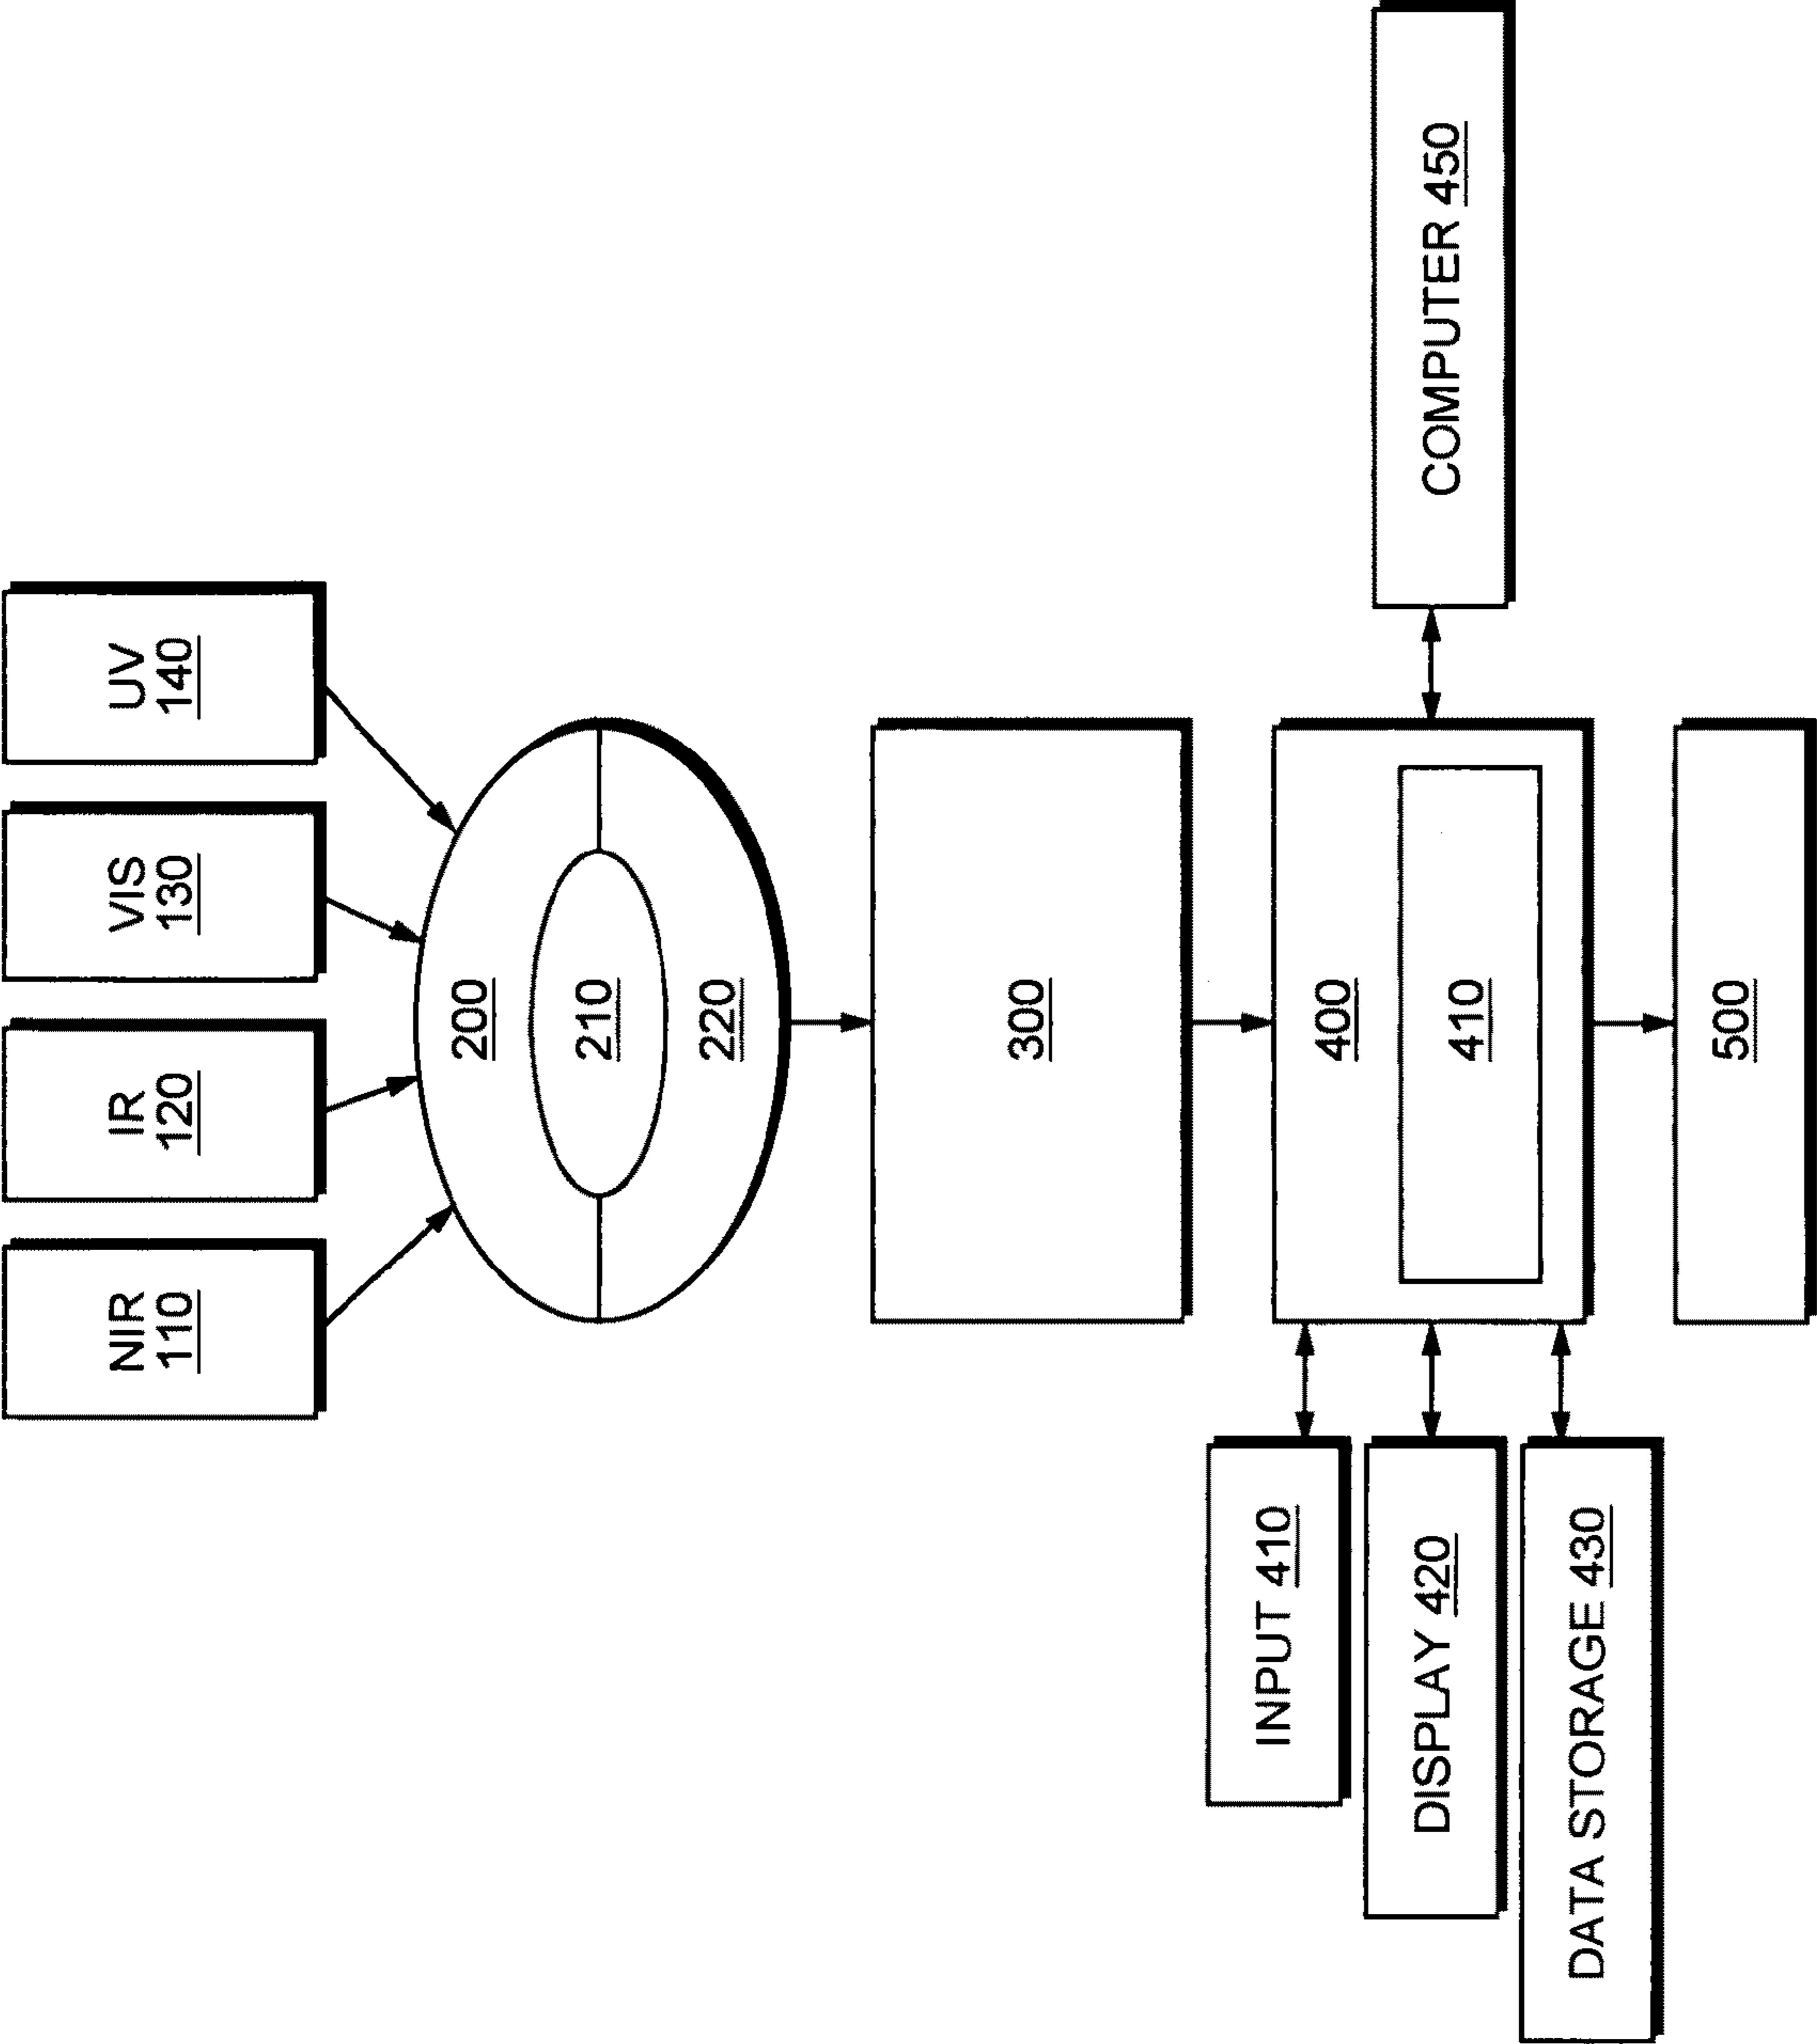 NIR
110
IR
120
VIS
130
UV
140
200
210
220
300
INPUT 410
DISPLAY 420
DATA STORAGE 430
400
410
COMPUTER 450
500